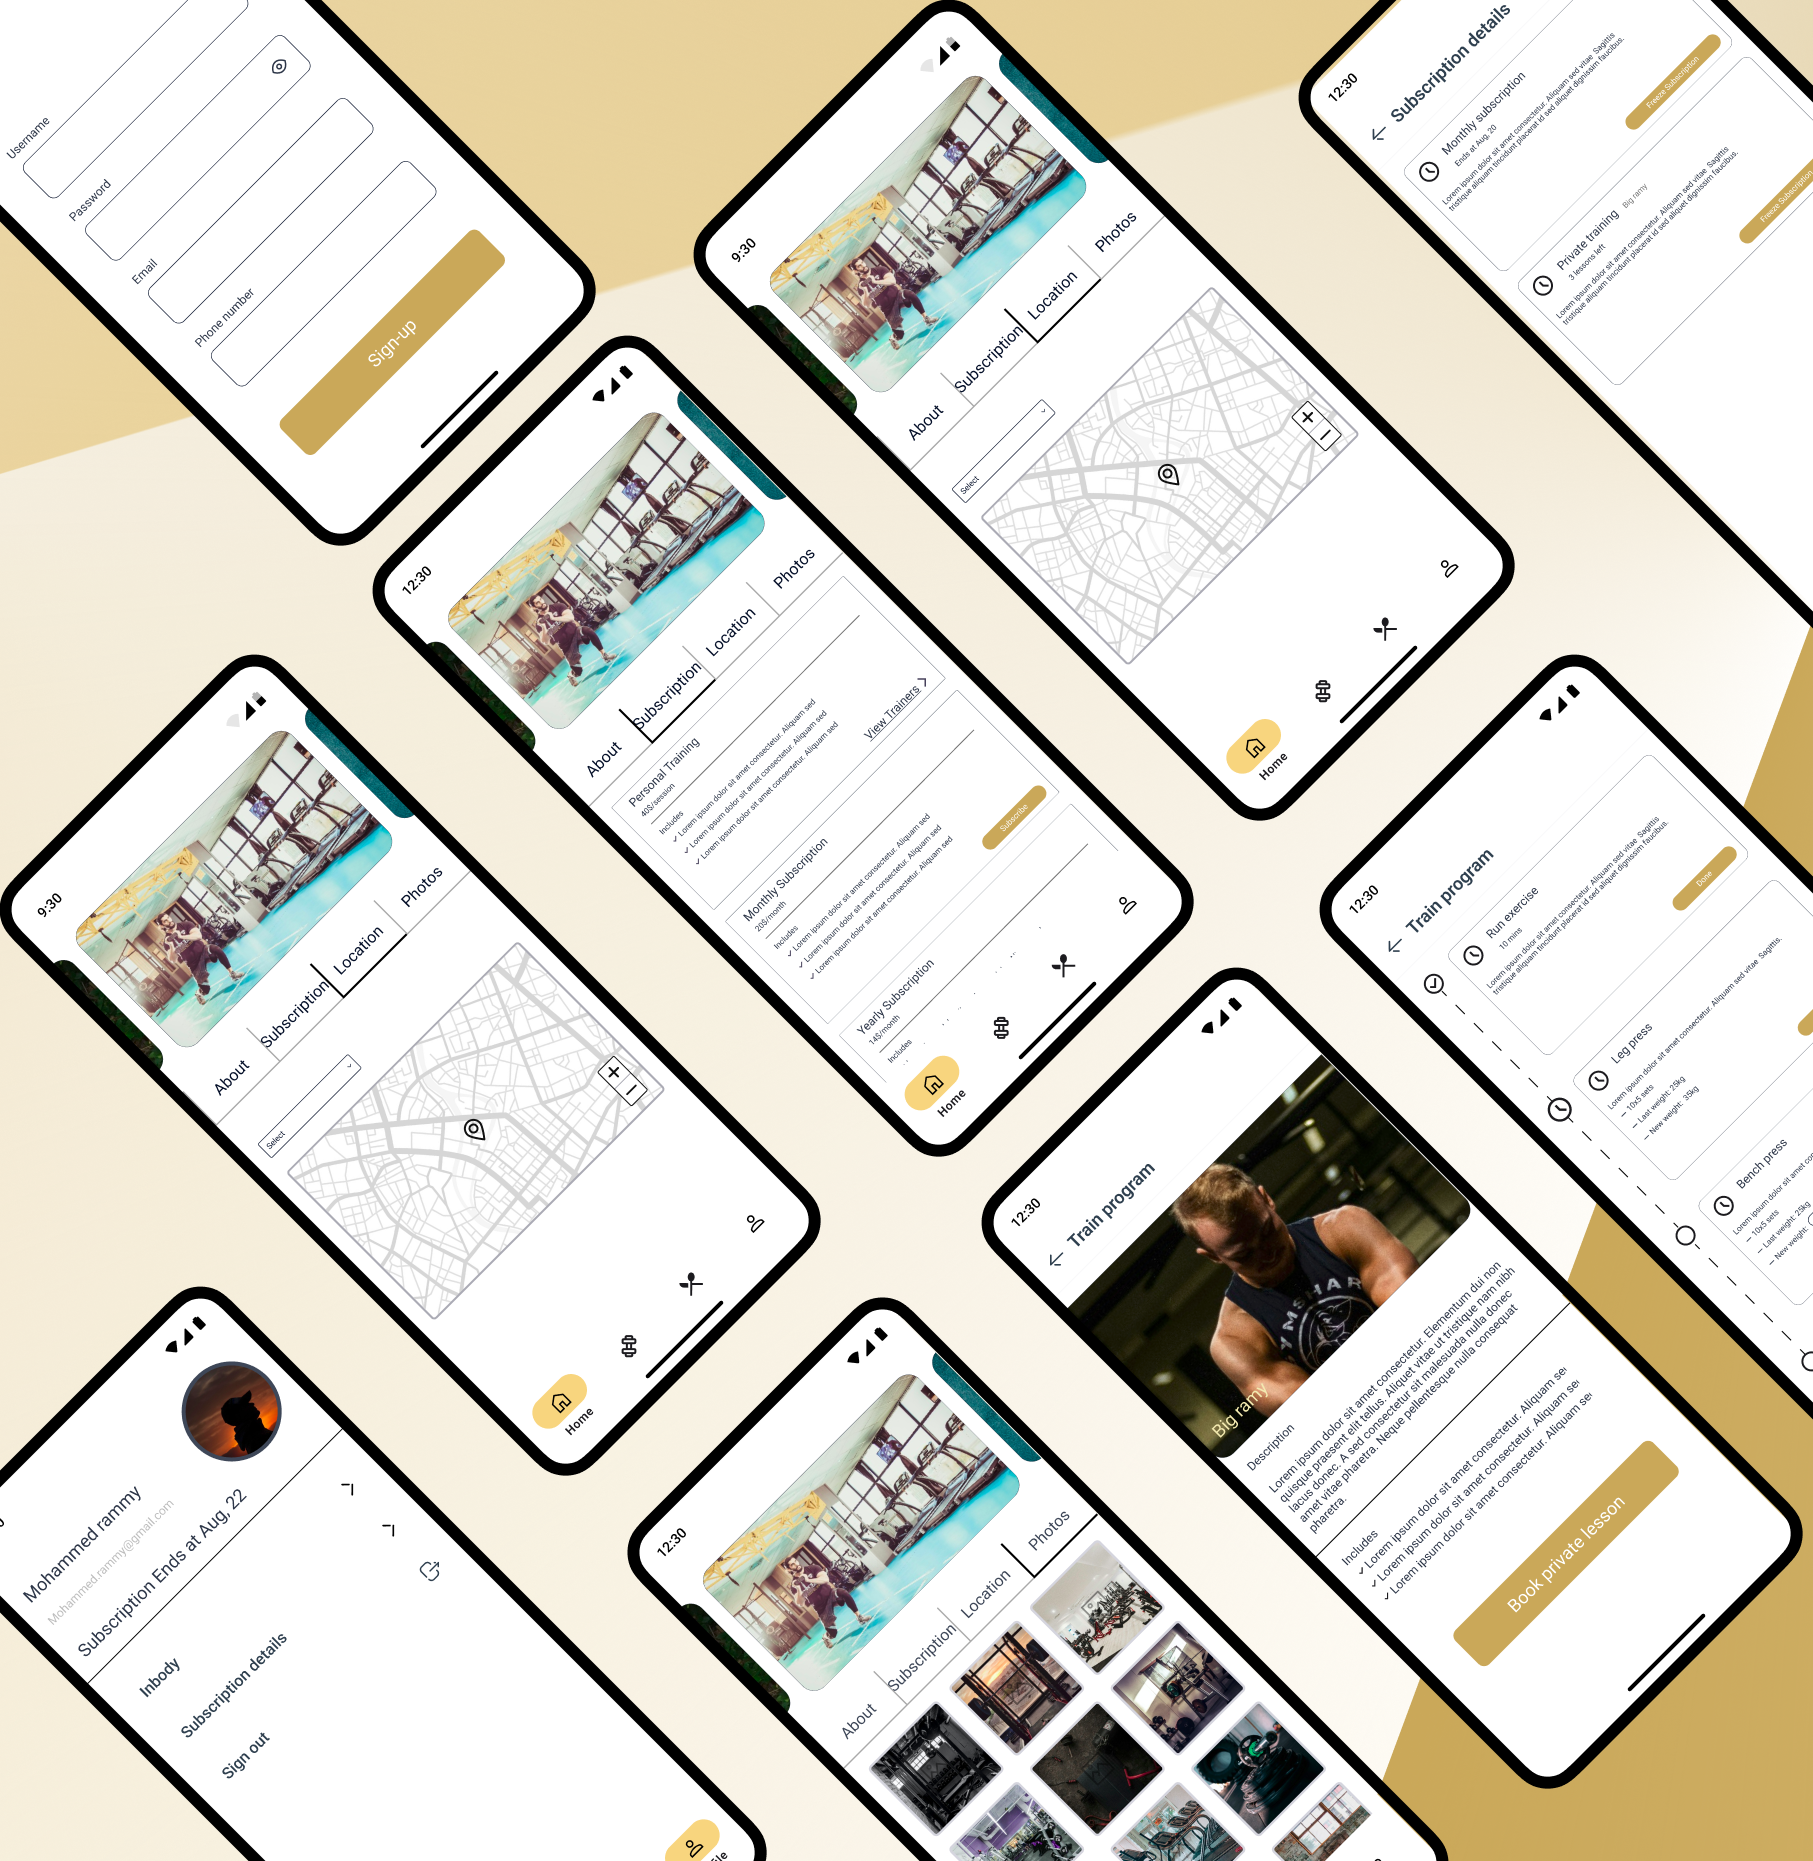 Username
Password
Email
Phone number
Sign-up
9:30
About
Subscription
Location
Photos
Select
+
−
Home
12:30
Subscription details
Monthly subscription
Ends at Aug, 20
Lorem ipsum dolor sit amet consectetur. Aliquam sed vitae Sagittis
tristique aliquam tincidunt placerat id sed aliquet dignissim faucibus.
Freeze Subscription
Private training Big ramy
3 lessons left
Lorem ipsum dolor sit amet consectetur. Aliquam sed vitae Sagittis
tristique aliquam tincidunt placerat id sed aliquet dignissim faucibus.
Freeze Subscription
12:30
About
Subscription
Location
Photos
Personal Training
40$/session
Includes
Lorem ipsum dolor sit amet consectetur. Aliquam sed
Lorem ipsum dolor sit amet consectetur. Aliquam sed
Lorem ipsum dolor sit amet consectetur. Aliquam sed
View Trainers
Monthly Subscription
20$/month
Includes
Lorem ipsum dolor sit amet consectetur. Aliquam sed
Lorem ipsum dolor sit amet consectetur. Aliquam sed
Lorem ipsum dolor sit amet consectetur. Aliquam sed
Subscribe
Yearly Subscription
14$/month
Includes
Home
9:30
About
Subscription
Location
Photos
Select
+
−
Home
12:30
Train program
Run exercise
10 mins
Lorem ipsum dolor sit amet consectetur. Aliquam sed vitae Sagittis
tristique aliquam tincidunt placerat id sed aliquet dignissim faucibus.
Done
Leg press
Lorem ipsum dolor sit amet consectetur. Aliquam sed vitae Sagittis.
– 10x5 sets
– Last weight: 25kg
– New weight: 35kg
Bench press
Lorem ipsum dolor sit amet
– 10x5 sets
– Last weight: 25kg
– New weight:
12:30
Train program
Big ramy
Description
Lorem ipsum dolor sit amet consectetur. Elementum dui non
quisque praesent elit tellus. Aliquet vitae ut tristique nam nibh
lacus donec. A sed consectetur sit malesuada nulla donec
amet vitae pharetra. Neque pellentesque nulla consequat
pharetra.
Includes
Lorem ipsum dolor sit amet consectetur. Aliquam se
Lorem ipsum dolor sit amet consectetur. Aliquam se
Lorem ipsum dolor sit amet consectetur. Aliquam se
Book private lesson
Mohammed rammy
Mohammed.rammy@gmail.com
Subscription Ends at Aug, 22
Inbody
Subscription details
Sign out
12:30
About
Subscription
Location
Photos